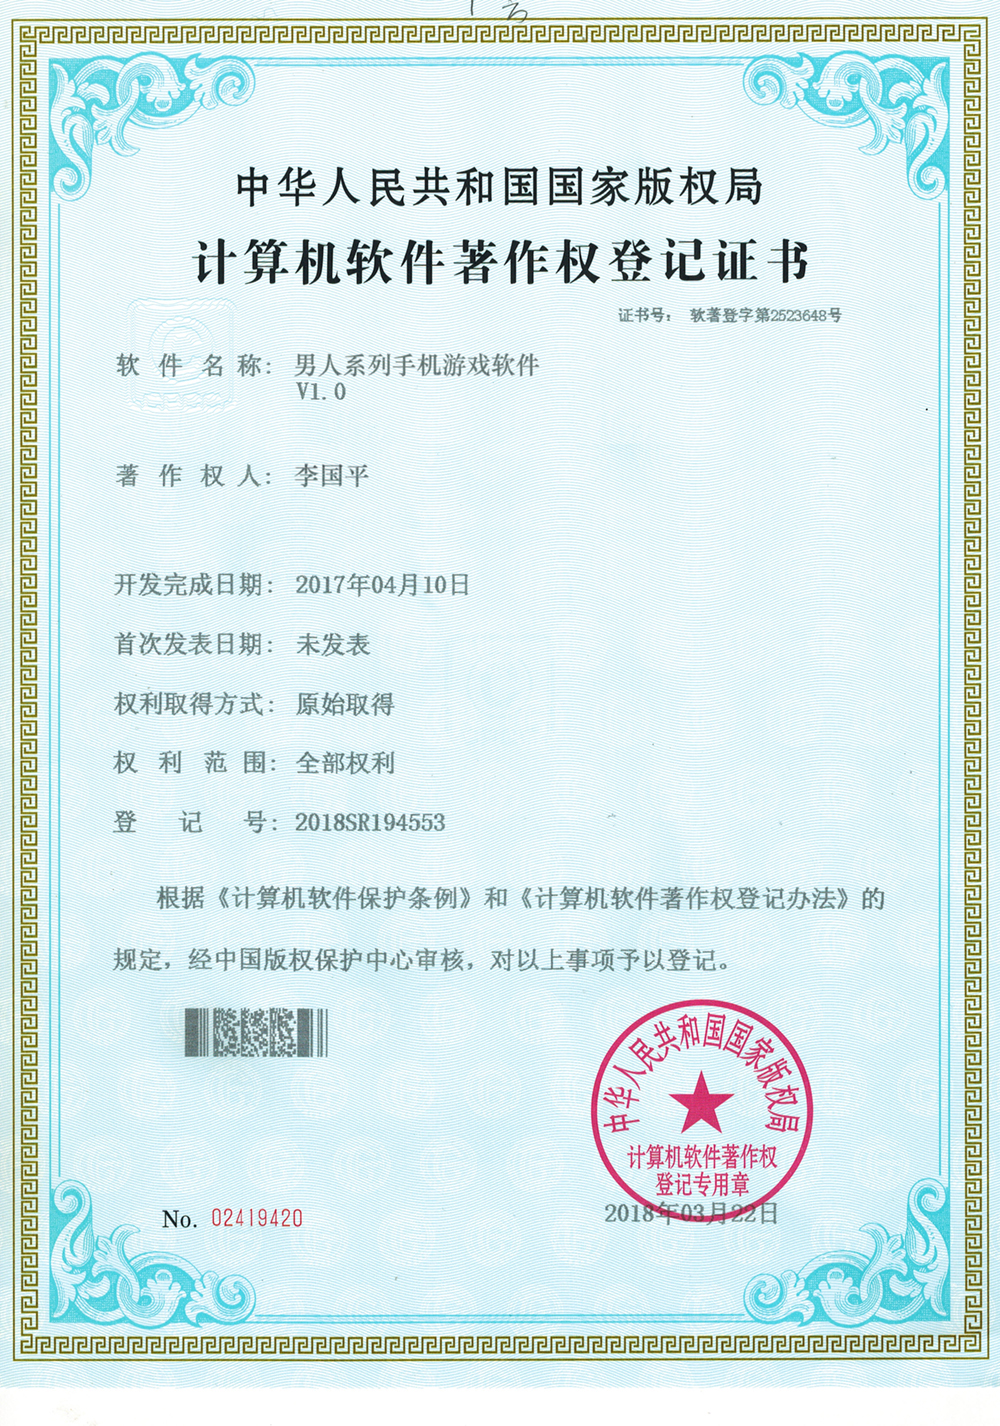 中华人民共和国国家版权局
计算机软件著作权登记证书
证书号： 软著登字第2523648号
软件名称： 男人系列手机游戏软件
V1.0
著作权人： 李国平
开发完成日期： 2017年04月10日
首次发表日期： 未发表
权利取得方式： 原始取得
权利范围： 全部权利
登记号： 2018SR194553
根据《计算机软件保护条例》和《计算机软件著作权登记办法》的
规定，经中国版权保护中心审核，对以上事项予以登记。
中华人民共和国国家版权局
计算机软件著作权
登记专用章
2018年03月22日
No. 02419420